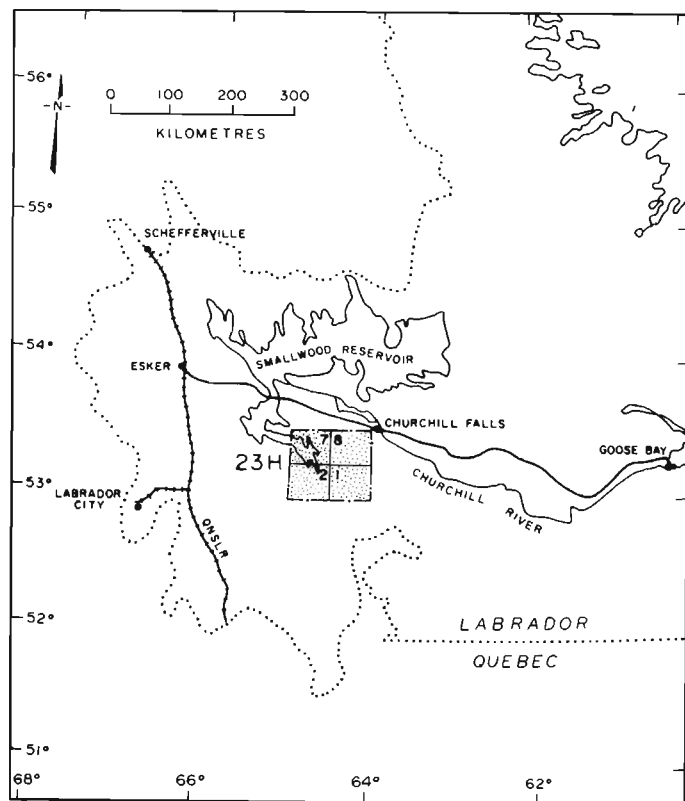 56°
-N-
0 100 200 300
KILOMETRES
55°
SCHEFFERVILLE
54°
ESKER
SMALLWOOD RESERVOIR
CHURCHILL FALLS
7 8
23H
2 1
53°
GOOSE BAY
LABRADOR
CITY
CHURCHILL RIVER
QNSLR
52°
LABRADOR
QUEBEC
51°
68° 66° 64° 62°